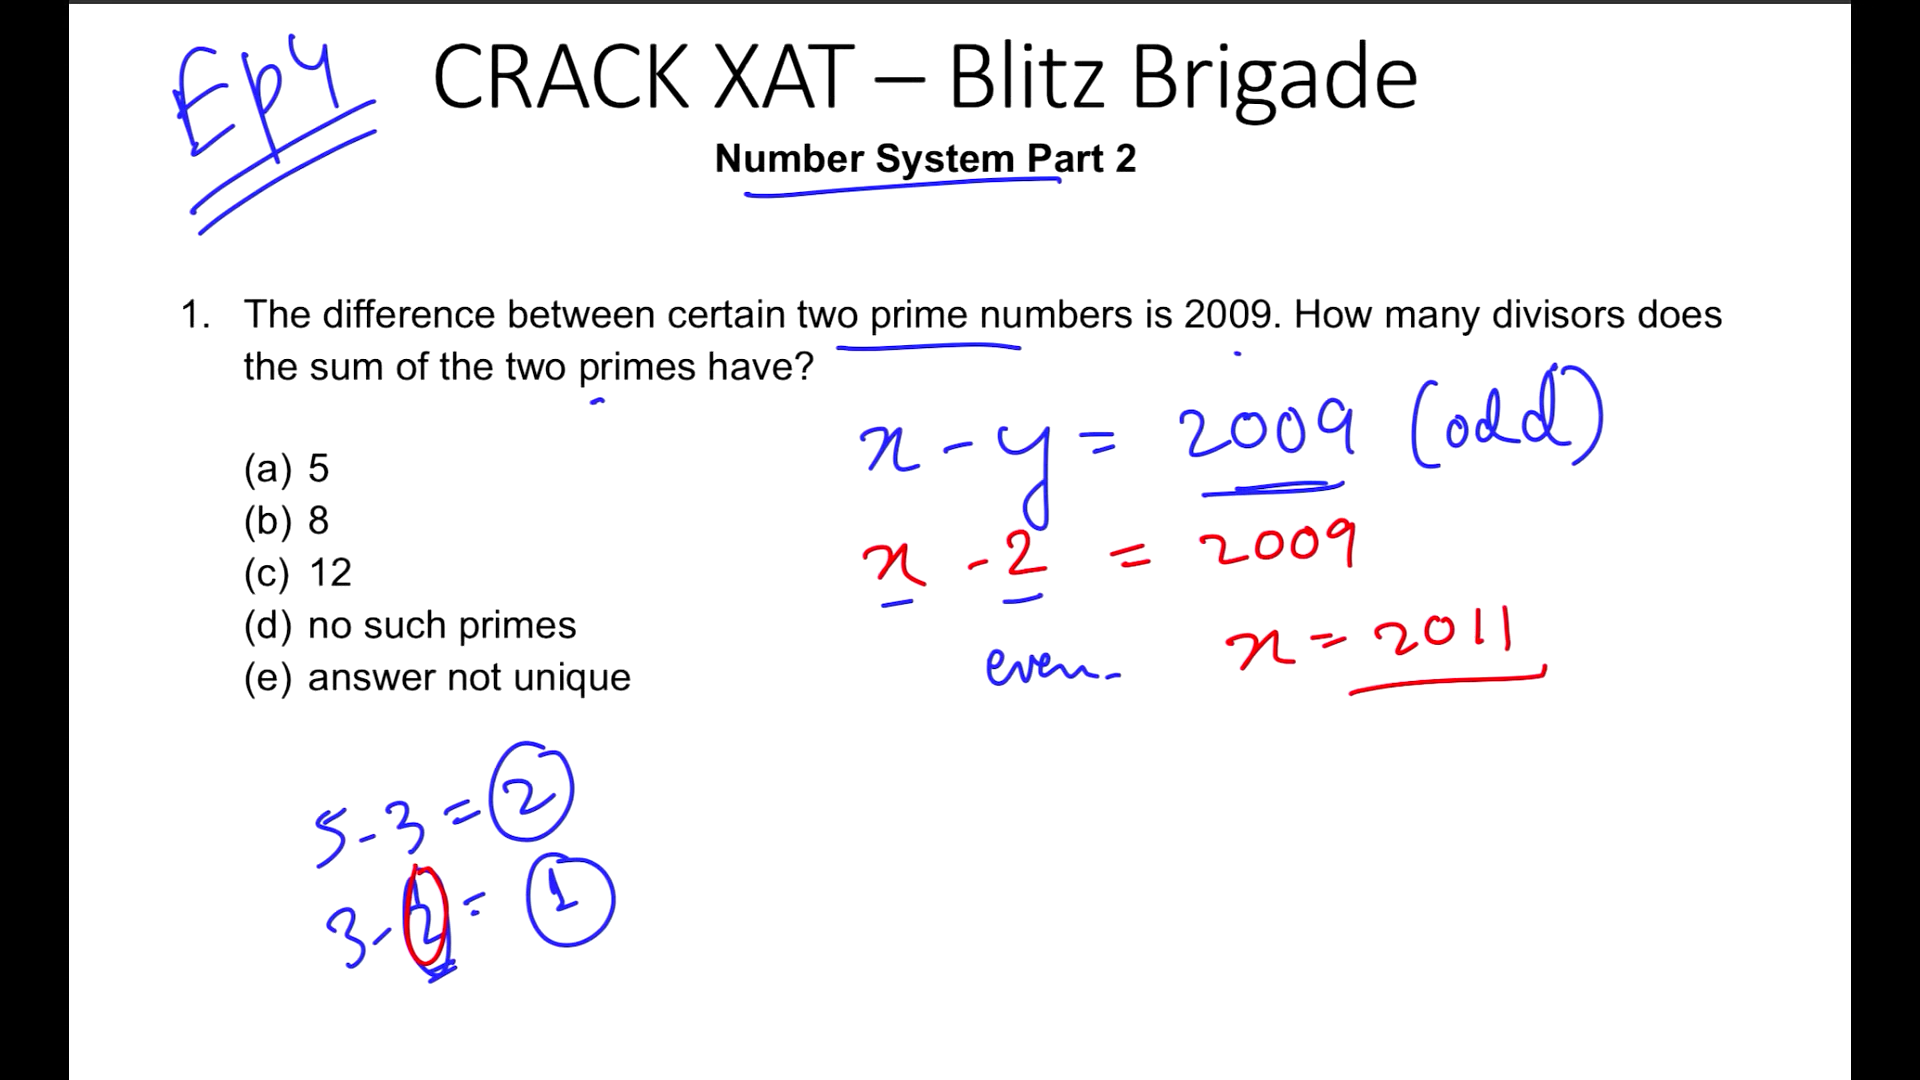 Ep 4
CRACK XAT – Blitz Brigade
Number System Part 2
1. The difference between certain two prime numbers is 2009. How many divisors does
the sum of the two primes have?
(a) 5
(b) 8
(c) 12
(d) no such primes
(e) answer not unique
x - y = 2009 (odd)
x - 2 = 2009
even.
x = 2011
5 - 3 = 2
3 - 2 = 1